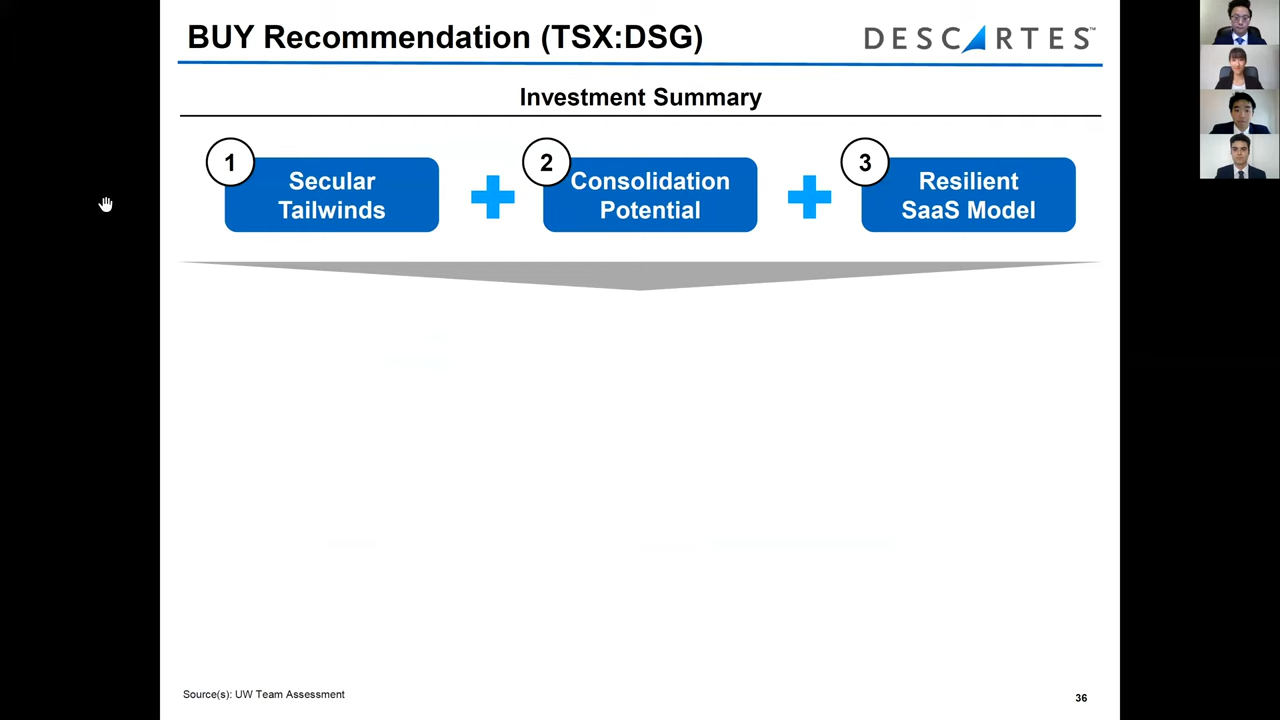 BUY Recommendation (TSX:DSG)
DESCARTES™
Investment Summary
1
Secular
Tailwinds
2
Consolidation
Potential
3
Resilient
SaaS Model
Source(s): UW Team Assessment
36